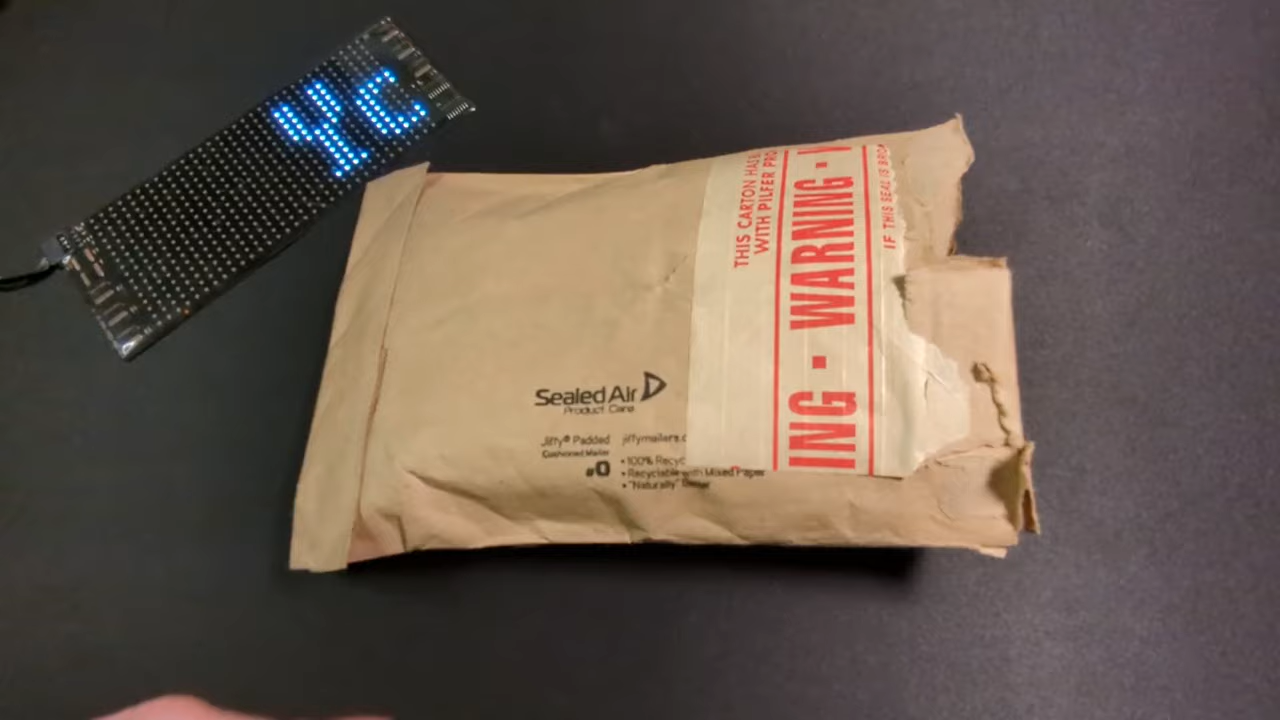 YC
Sealed Air
Product Care
Jiffy® Padded
Cushioned Mailer
#0
jiffymailers.c
• 100% Recyc
• Recyclable with Mixed Paper
• "Naturally"
THIS CARTON HAS
WITH PILFER PRO
ING ▪ WARNING ▪ W
IF THIS SEAL IS BRO